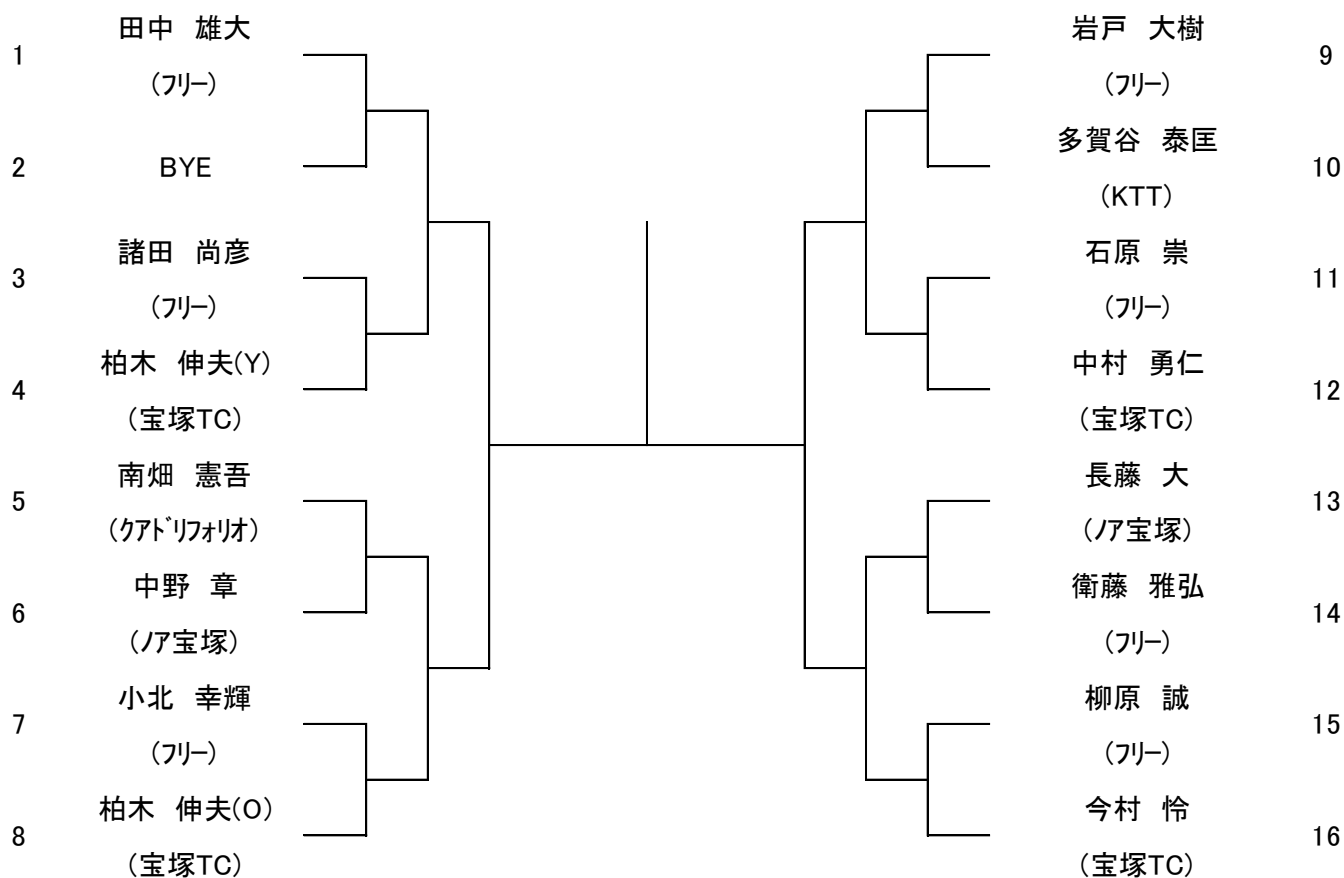 田中 雄大
1
(フリー)
2 BYE
諸田 尚彦
3
(フリー)
柏木 伸夫(Y)
4
(宝塚TC)
南畑 憲吾
5
(クアドリフォリオ)
中野 章
6
(ノア宝塚)
小北 幸輝
7
(フリー)
柏木 伸夫(O)
8
(宝塚TC)
岩戸 大樹
9
(フリー)
多賀谷 泰匡
10
(KTT)
石原 崇
11
(フリー)
中村 勇仁
12
(宝塚TC)
長藤 大
13
(ノア宝塚)
衛藤 雅弘
14
(フリー)
柳原 誠
15
(フリー)
今村 怜
16
(宝塚TC)